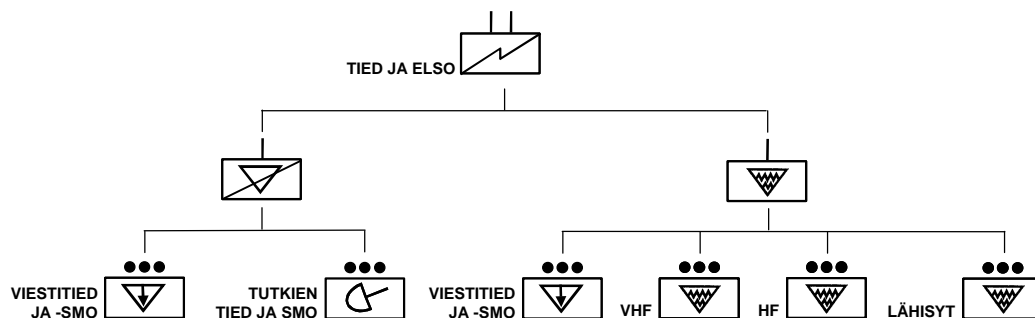 TIED JA ELSO
VIESTITIED
JA -SMO
TUTKIEN
TIED JA SMO
VIESTITIED
JA -SMO
VHF
HF
LÄHISYT